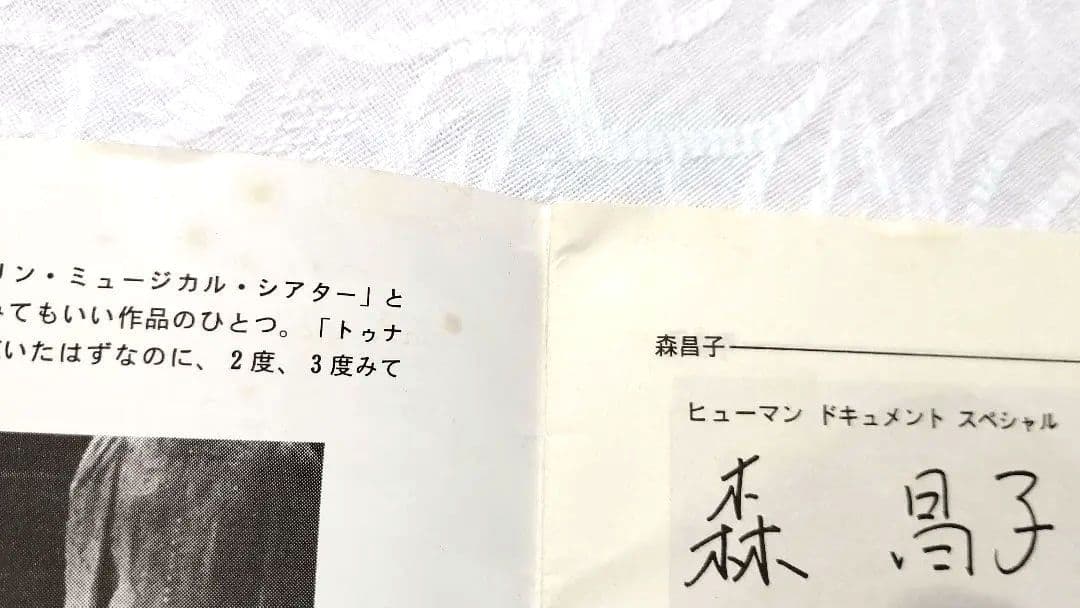 リン・ミュージカル・シアター」と
みてもいい作品のひとつ。「トゥナ
いたはずなのに、2度、3度みて
森昌子
ヒューマン ドキュメント スペシャル
森 昌子